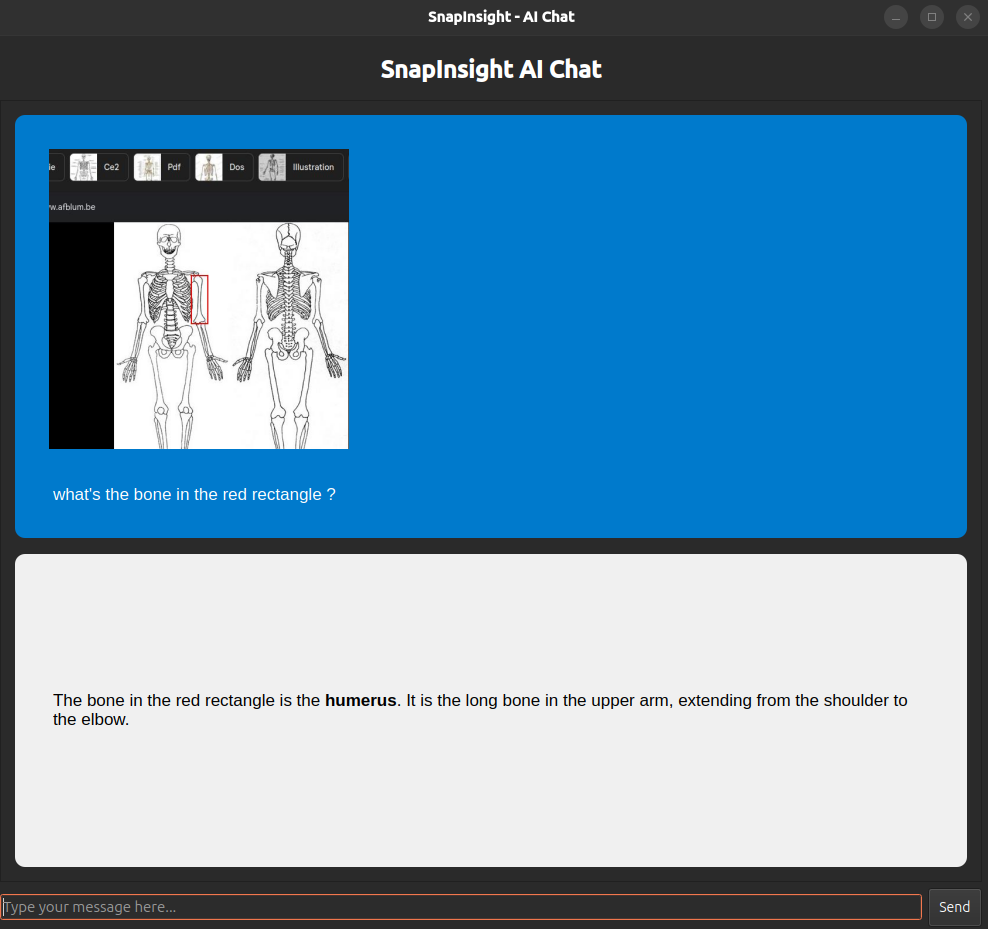 SnapInsight - AI Chat
SnapInsight AI Chat
Ce2 Pdf Dos Illustration
w.afblum.be
what's the bone in the red rectangle ?
The bone in the red rectangle is the humerus. It is the long bone in the upper arm, extending from the shoulder to
the elbow.
Type your message here...
Send